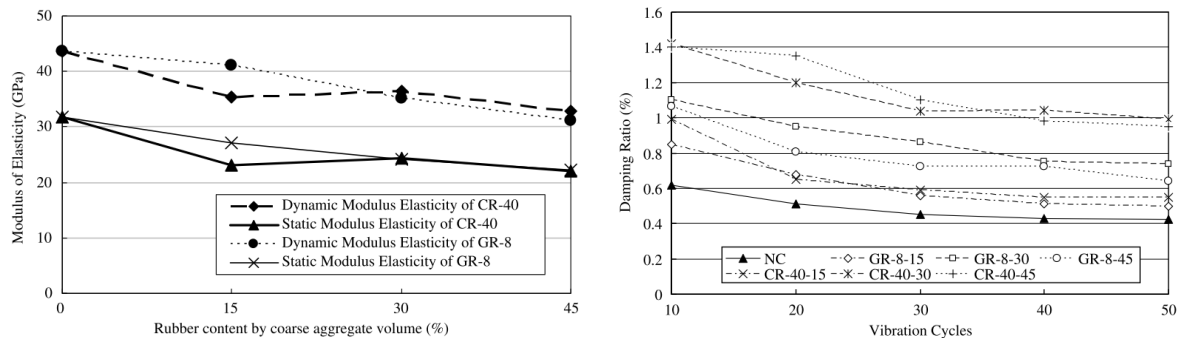 50
40
30
20
10
0
Modulus of Elasticity (GPa)
Dynamic Modulus Elasticity of CR-40
Static Modulus Elasticity of CR-40
Dynamic Modulus Elasticity of GR-8
Static Modulus Elasticity of GR-8
0 15 30 45
Rubber content by coarse aggregate volume (%)
1.6
1.4
1.2
1
0.8
0.6
0.4
0.2
0
Damping Ratio (%)
NC GR-8-15 GR-8-30 GR-8-45
CR-40-15 CR-40-30 CR-40-45
10 20 30 40 50
Vibration Cycles